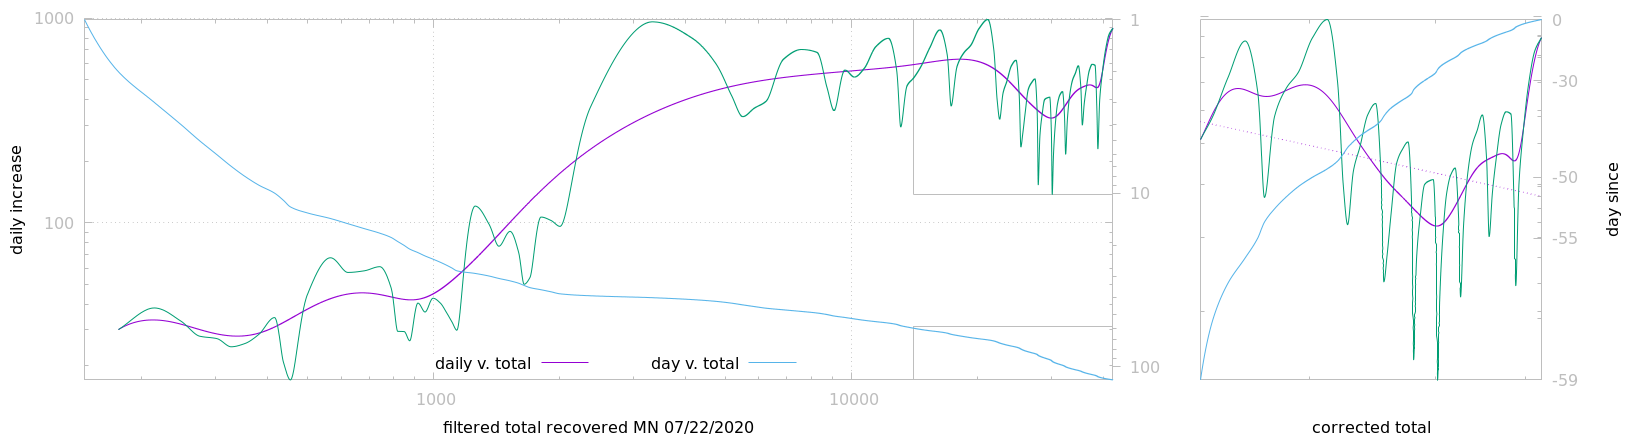 1000
100
daily increase
daily v. total
day v. total
1000
10000
filtered total recovered MN 07/22/2020
1
10
100
0
-30
-50
-55
-59
day since
corrected total